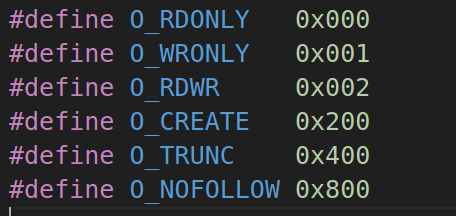 #define O_RDONLY   0x000
#define O_WRONLY   0x001
#define O_RDWR     0x002
#define O_CREATE   0x200
#define O_TRUNC    0x400
#define O_NOFOLLOW 0x800